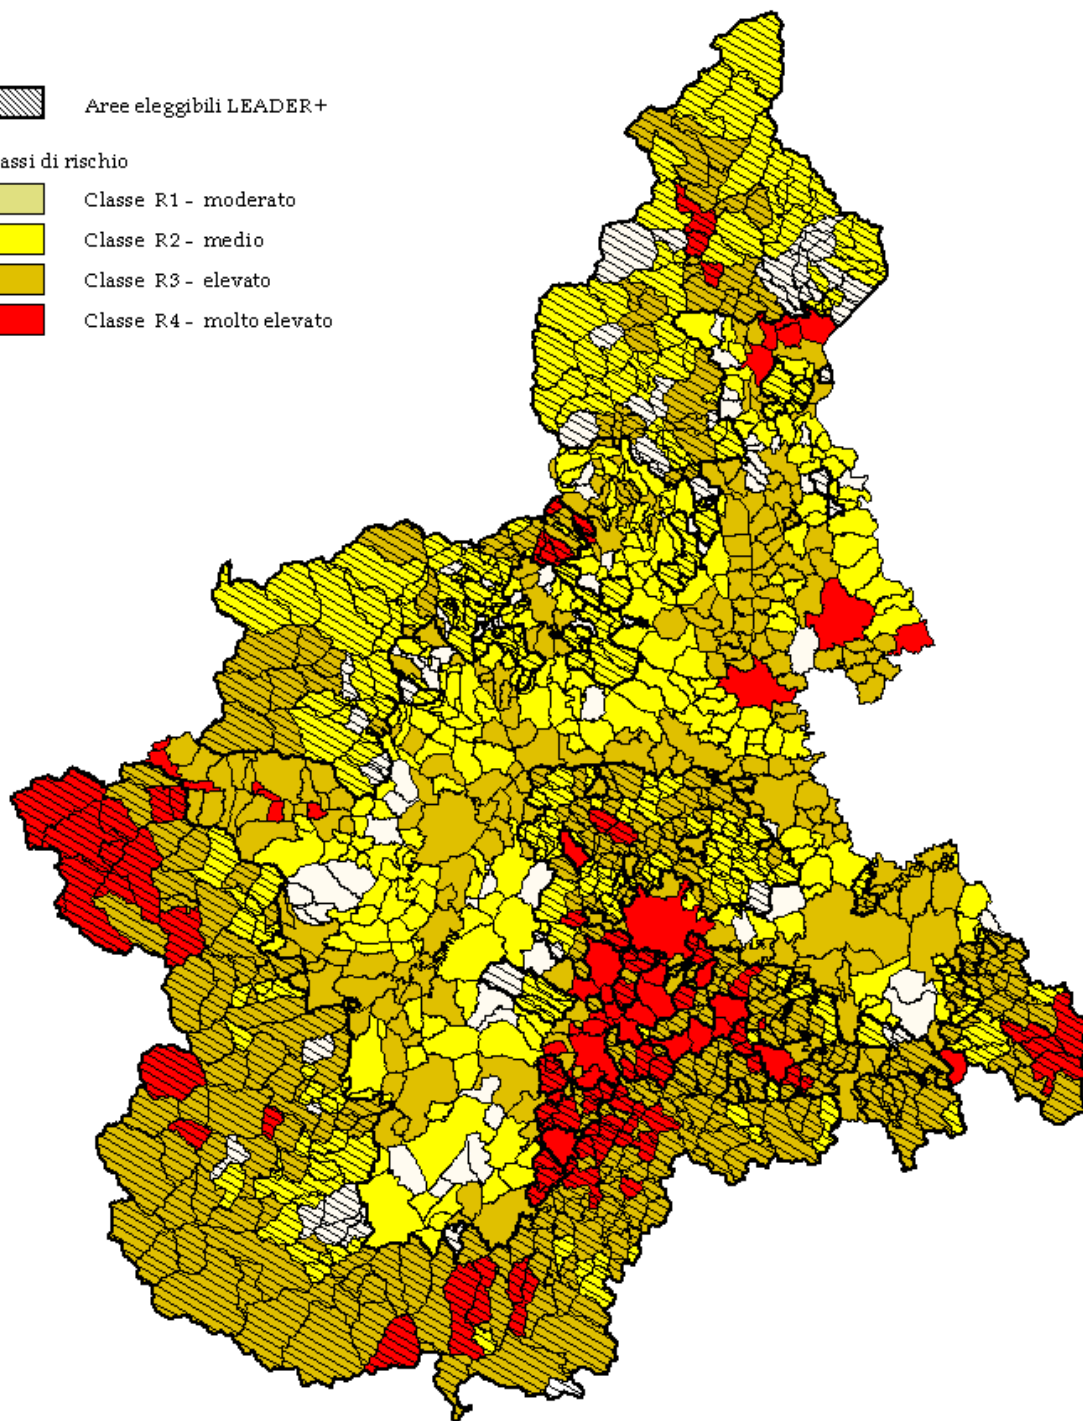 Aree eleggibili LEADER+
assi di rischio
Classe R1 - moderato
Classe R2 - medio
Classe R3 - elevato
Classe R4 - molto elevato